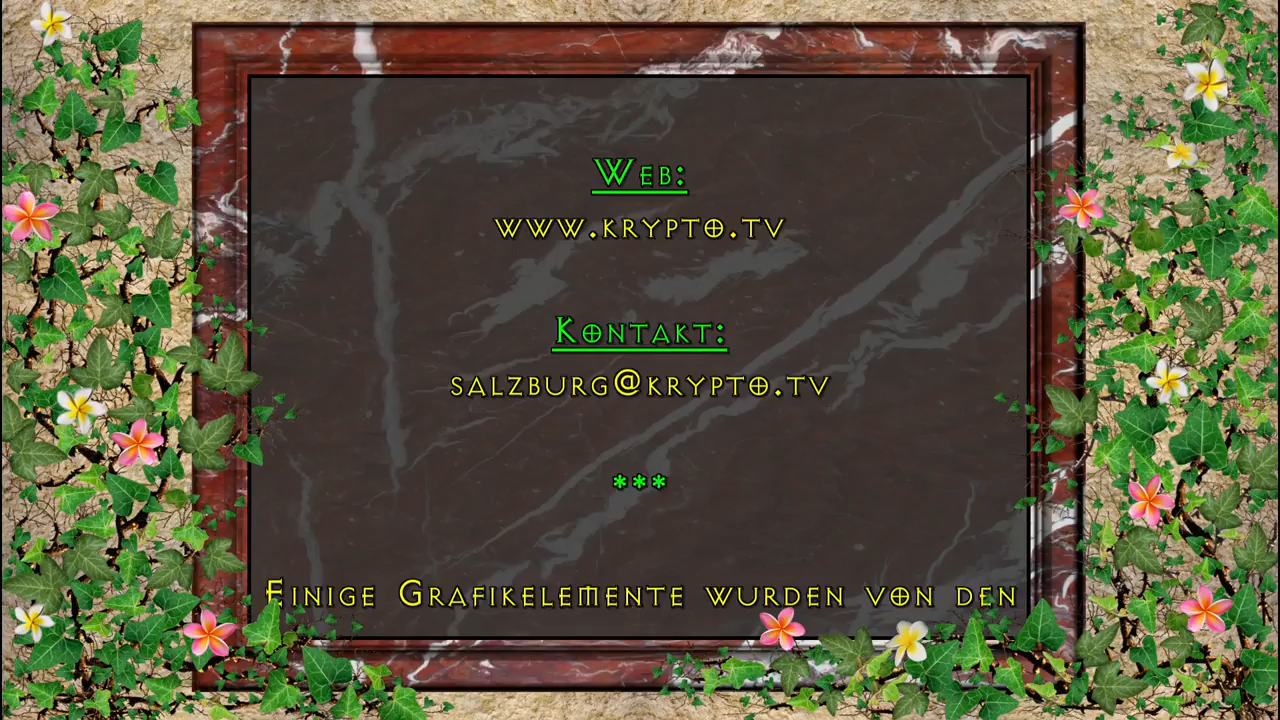 Web:
www.krypto.tv
Kontakt:
salzburg@krypto.tv
***
Einige Grafikelemente wurden von den